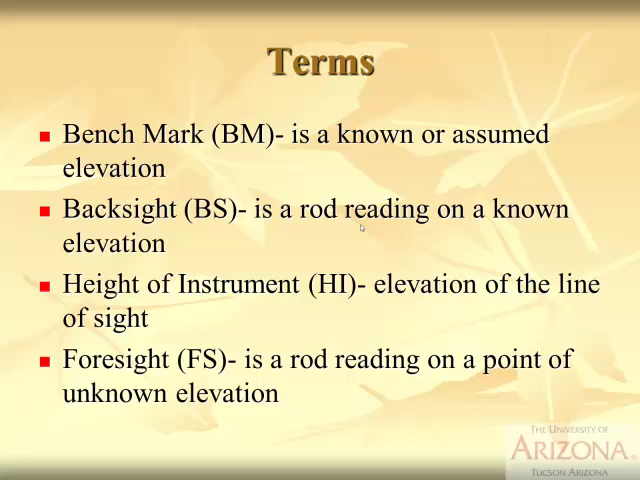 Terms
Bench Mark (BM)- is a known or assumed
elevation
Backsight (BS)- is a rod reading on a known
elevation
Height of Instrument (HI)- elevation of the line
of sight
Foresight (FS)- is a rod reading on a point of
unknown elevation
THE UNIVERSITY OF
ARIZONA®
TUCSON ARIZONA